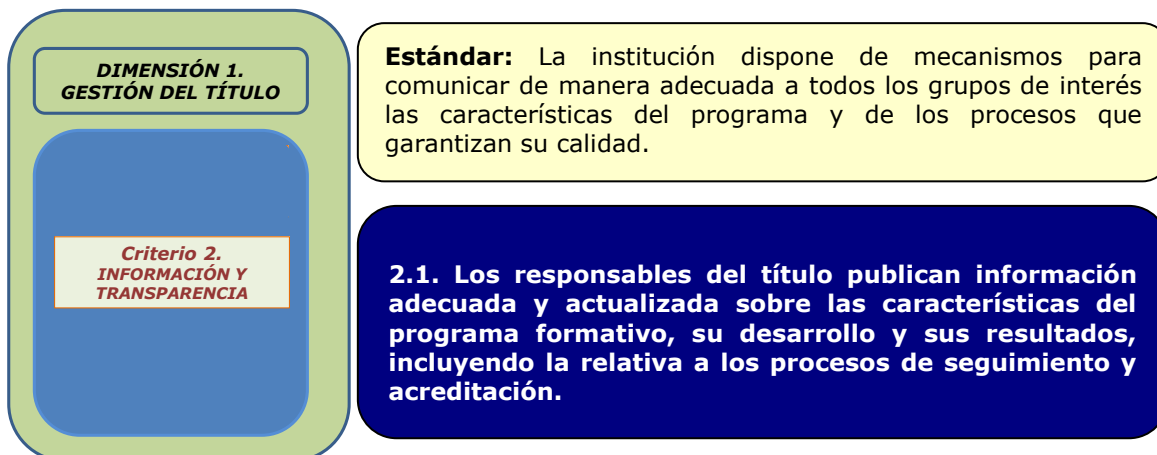 DIMENSIÓN 1.
GESTIÓN DEL TÍTULO
Criterio 2.
INFORMACIÓN Y
TRANSPARENCIA
Estándar: La institución dispone de mecanismos para
comunicar de manera adecuada a todos los grupos de interés
las características del programa y de los procesos que
garantizan su calidad.
2.1. Los responsables del título publican información
adecuada y actualizada sobre las características del
programa formativo, su desarrollo y sus resultados,
incluyendo la relativa a los procesos de seguimiento y
acreditación.